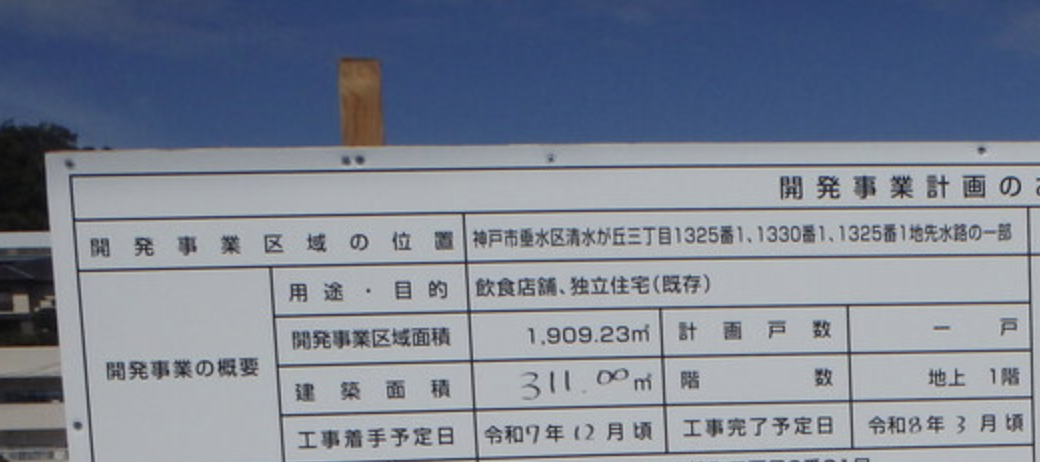 開発事業計画の
開発事業区域の位置 神戸市垂水区清水が丘三丁目1325番1、1330番1、1325番1地先水路の一部
用途・目的 飲食店舗、独立住宅(既存)
開発事業の概要
開発事業区域面積 1,909.23㎡ 計画戸数 ー 戸
建築面積 311.00㎡ 階数 地上 1階
工事着手予定日 令和7年12月頃 工事完了予定日 令和8年3月頃